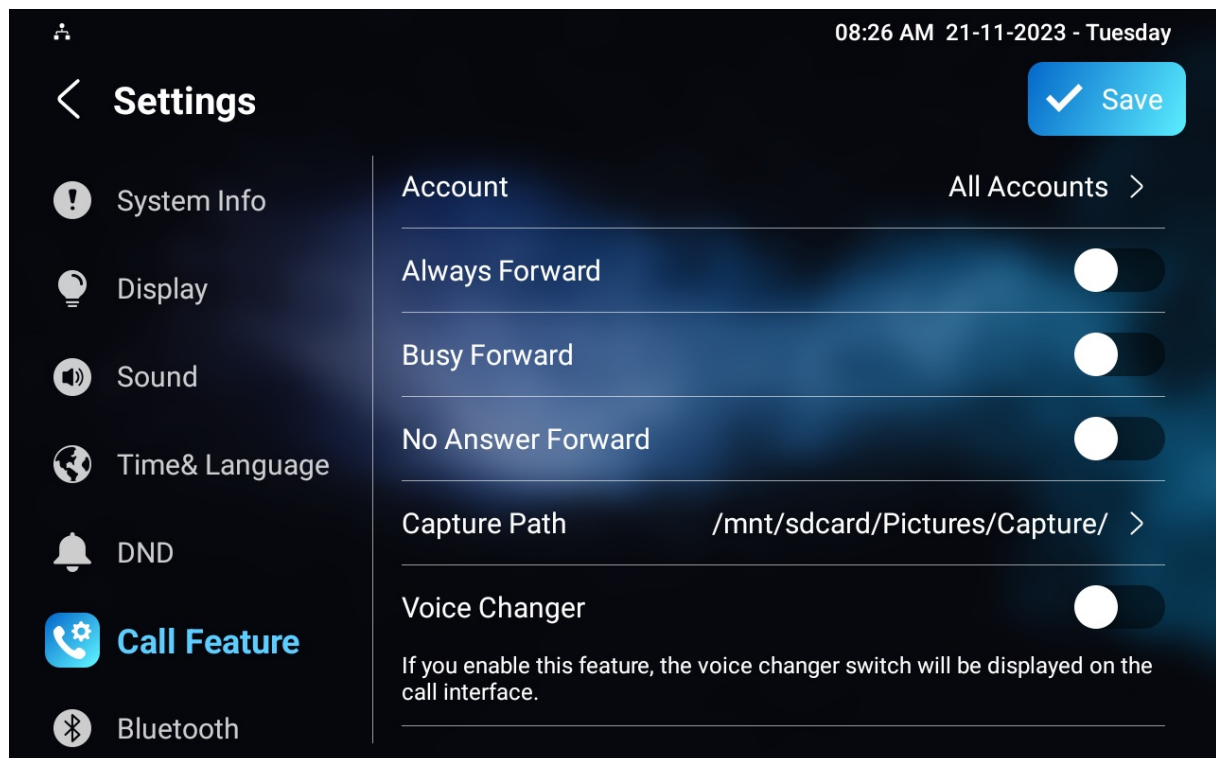 08:26 AM 21-11-2023 - Tuesday
Settings
Save
System Info
Display
Sound
Time& Language
DND
Call Feature
Bluetooth
Account
All Accounts
Always Forward
Busy Forward
No Answer Forward
Capture Path
/mnt/sdcard/Pictures/Capture/
Voice Changer
If you enable this feature, the voice changer switch will be displayed on the
call interface.